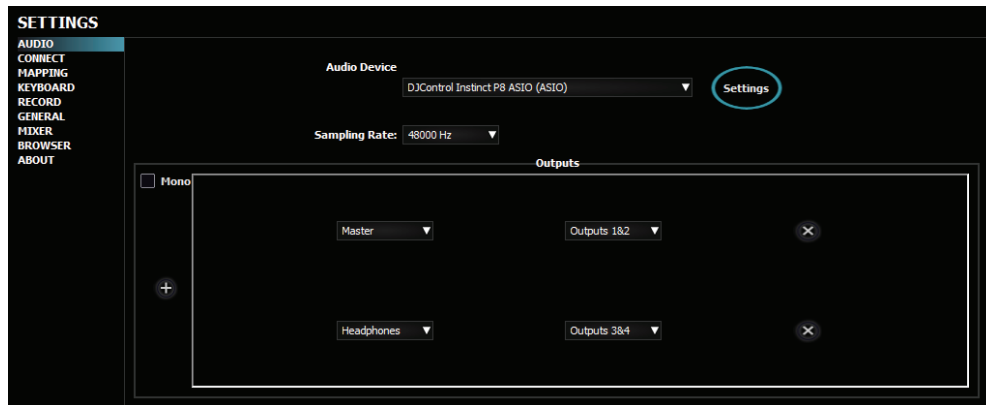 SETTINGS
AUDIO
CONNECT
MAPPING
KEYBOARD
RECORD
GENERAL
MIXER
BROWSER
ABOUT
Audio Device
DJControl Instinct P8 ASIO (ASIO)
Settings
Sampling Rate: 48000 Hz
Outputs
Mono
Master Outputs 1&2
Headphones Outputs 3&4